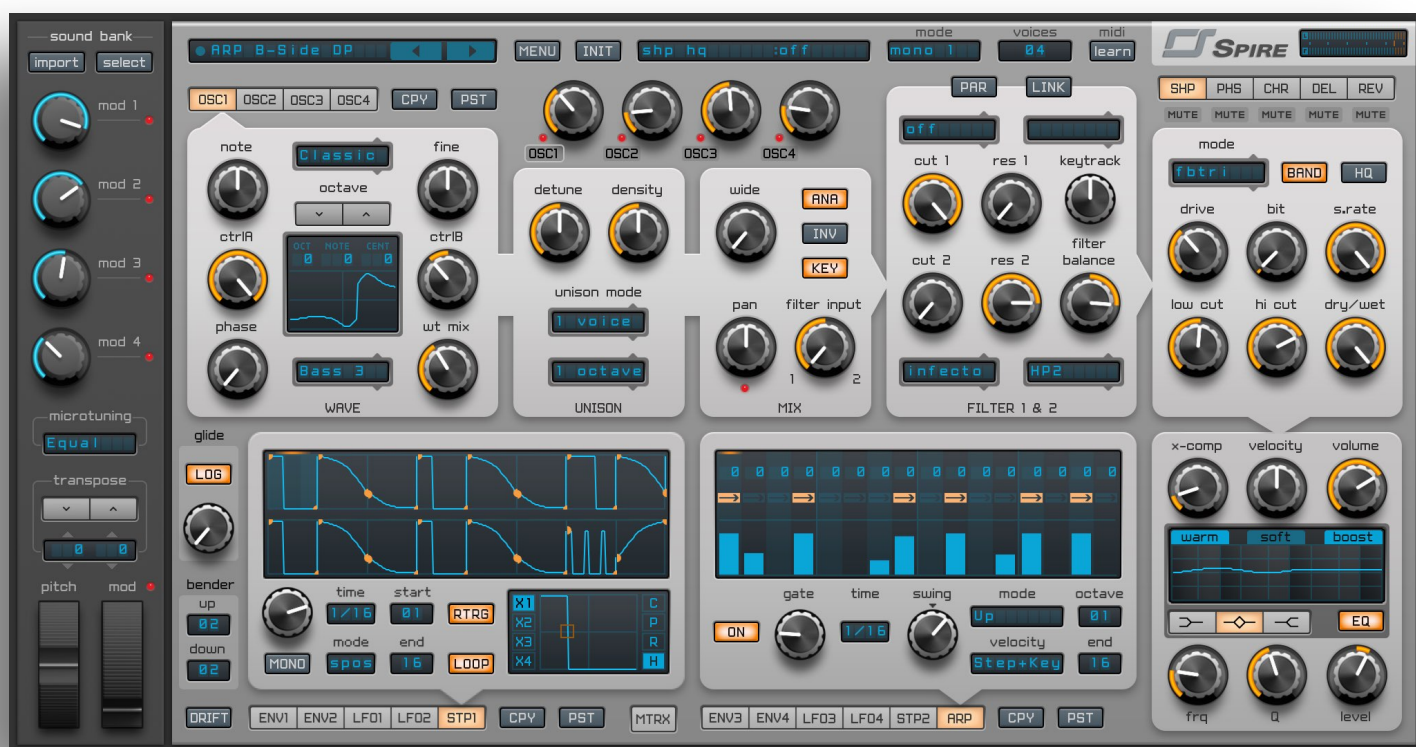 sound bank
import select
mod 1
mod 2
mod 3
mod 4
microtuning
Equal
transpose
0 0
pitch mod
ARP B-Side OP MENU INIT shp hq :off
mode voices midi
mono 1 04 learn
SPIRE
OSC1 OSC2 OSC3 OSC4 CPY PST
OSC1 OSC2 OSC3 OSC4
note Classic fine
octave
ctrlA ctrlB
OCT NOTE CENT
0 0 0
phase wt mix
Bass 3
WAVE
detune density
unison mode
1 voice
1 octave
UNISON
wide ANA
INV
KEY
pan filter input
1 2
MIX
PAR LINK
off
cut 1 res 1 keytrack
cut 2 res 2 filter balance
infecto HP2
FILTER 1 & 2
SHP PHS CHR DEL REV
MUTE MUTE MUTE MUTE MUTE
mode
fbtri BAND HQ
drive bit s.rate
low cut hi cut dry/wet
glide
LOG
bender
up
02
down
02
DRIFT
time start
1/16 01 RTRG
mode end
MONO spos 16 LOOP
X1 C
X2 P
X3 R
X4 H
ENV1 ENV2 LFO1 LFO2 STP1 CPY PST MTRX
0 0 0 0 0 0 0 0 0 0 0 0 0 0 0 0
gate time swing mode octave
ON 1/16 Up 01
velocity end
Step+Key 16
ENV3 ENV4 LFO3 LFO4 STP2 ARP CPY PST
x-comp velocity volume
warm soft boost
EQ
frq Q level